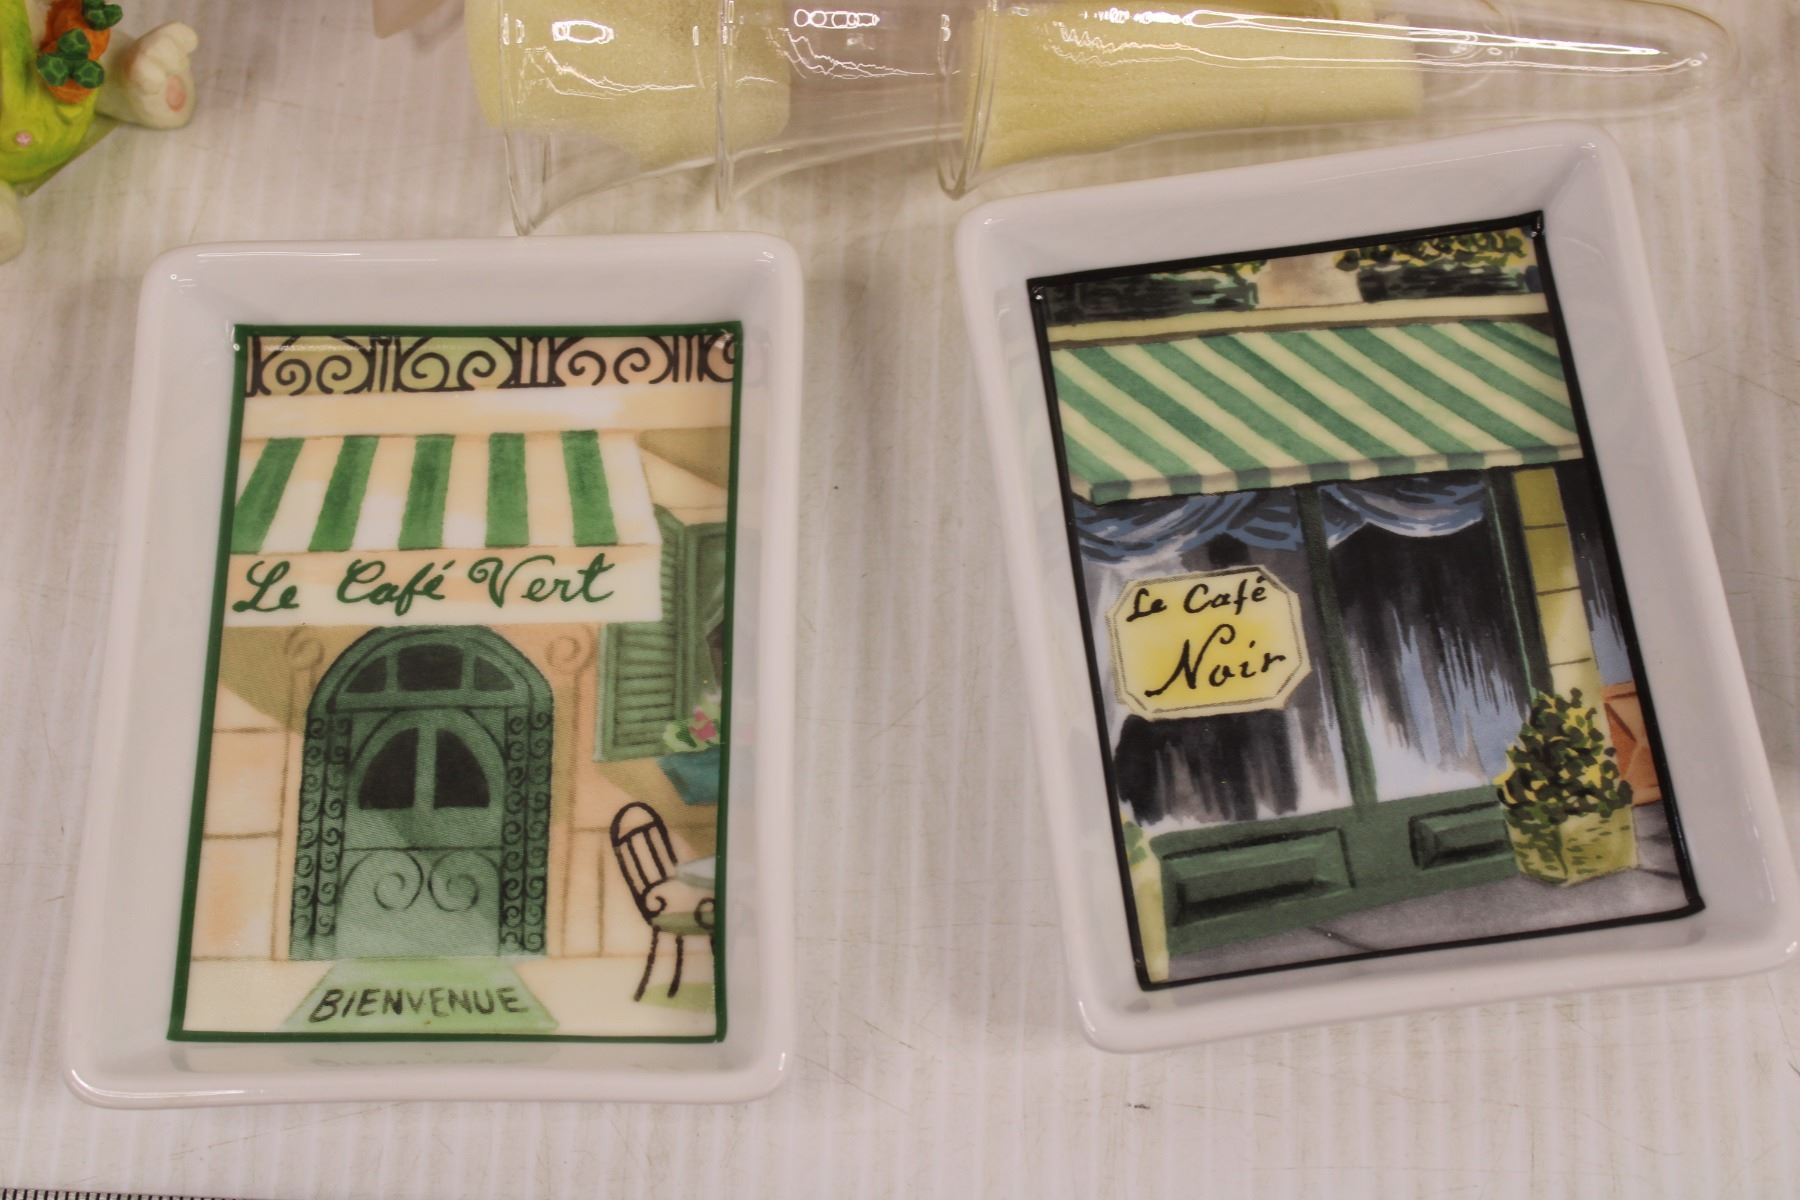 Le Café Vert
BIENVENUE
Le Café
Noir